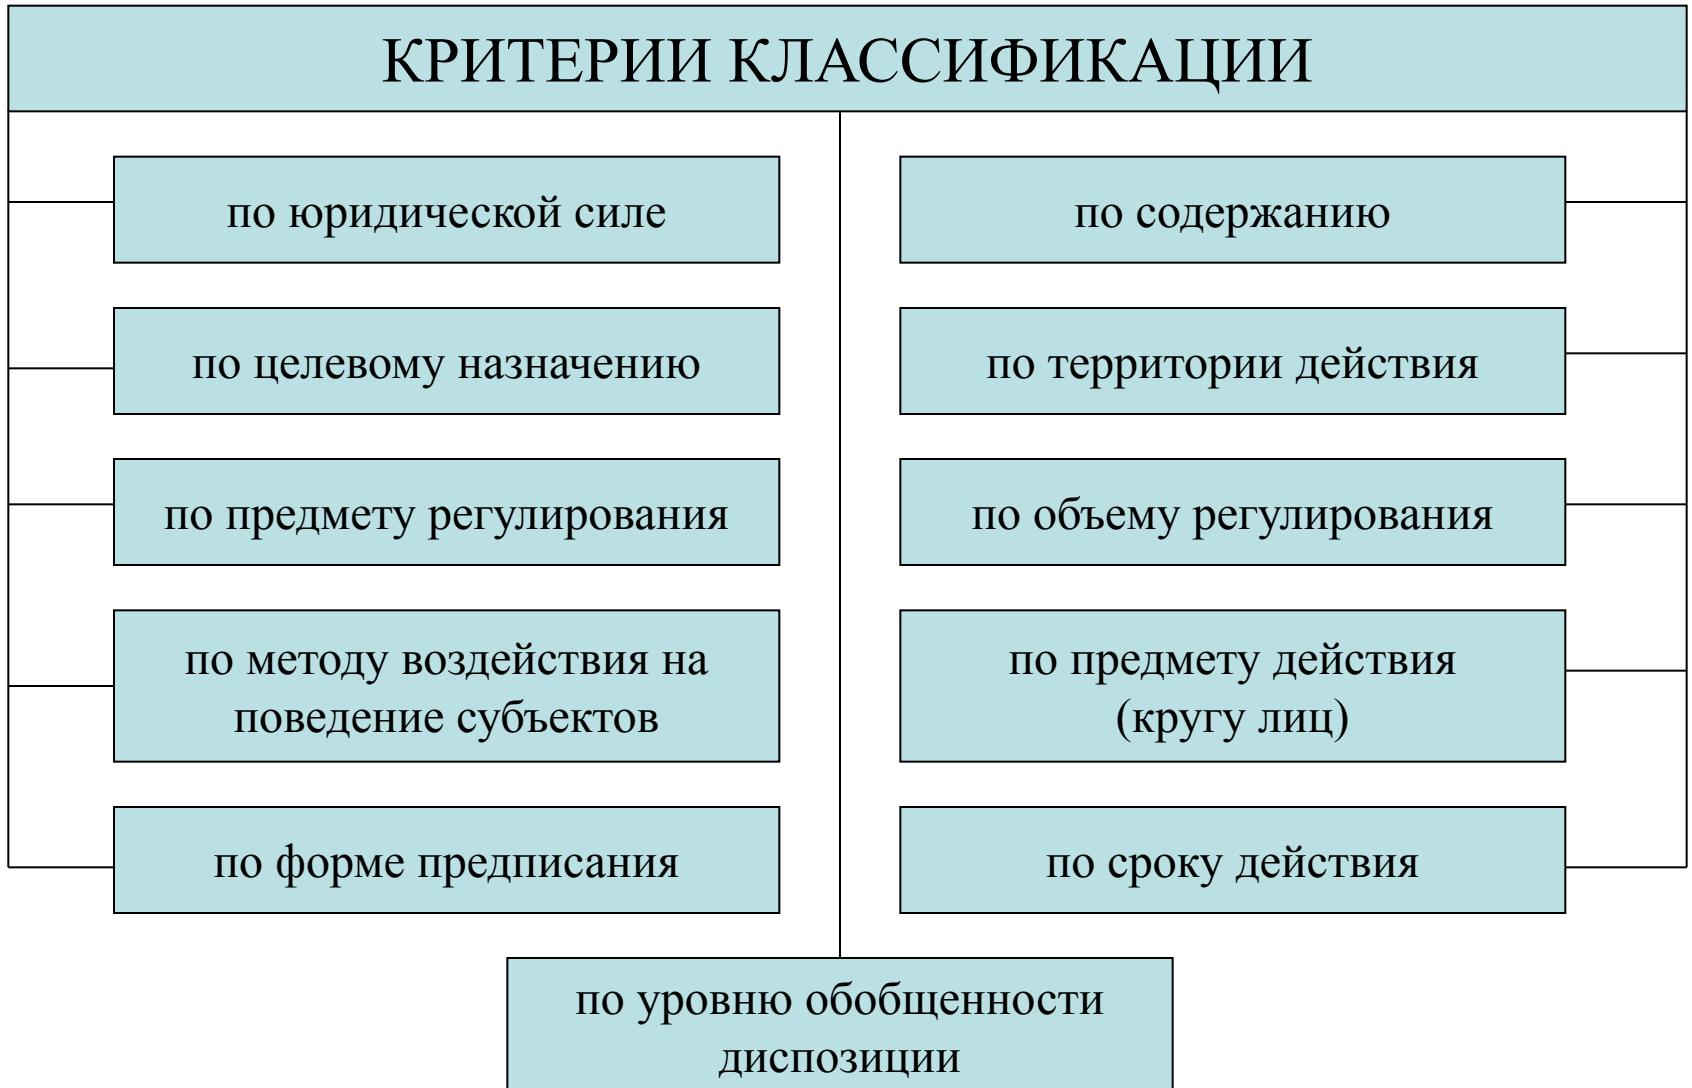 КРИТЕРИИ КЛАССИФИКАЦИИ
по юридической силе
по целевому назначению
по предмету регулирования
по методу воздействия на
поведение субъектов
по форме предписания
по содержанию
по территории действия
по объему регулирования
по предмету действия
(кругу лиц)
по сроку действия
по уровню обобщенности
диспозиции